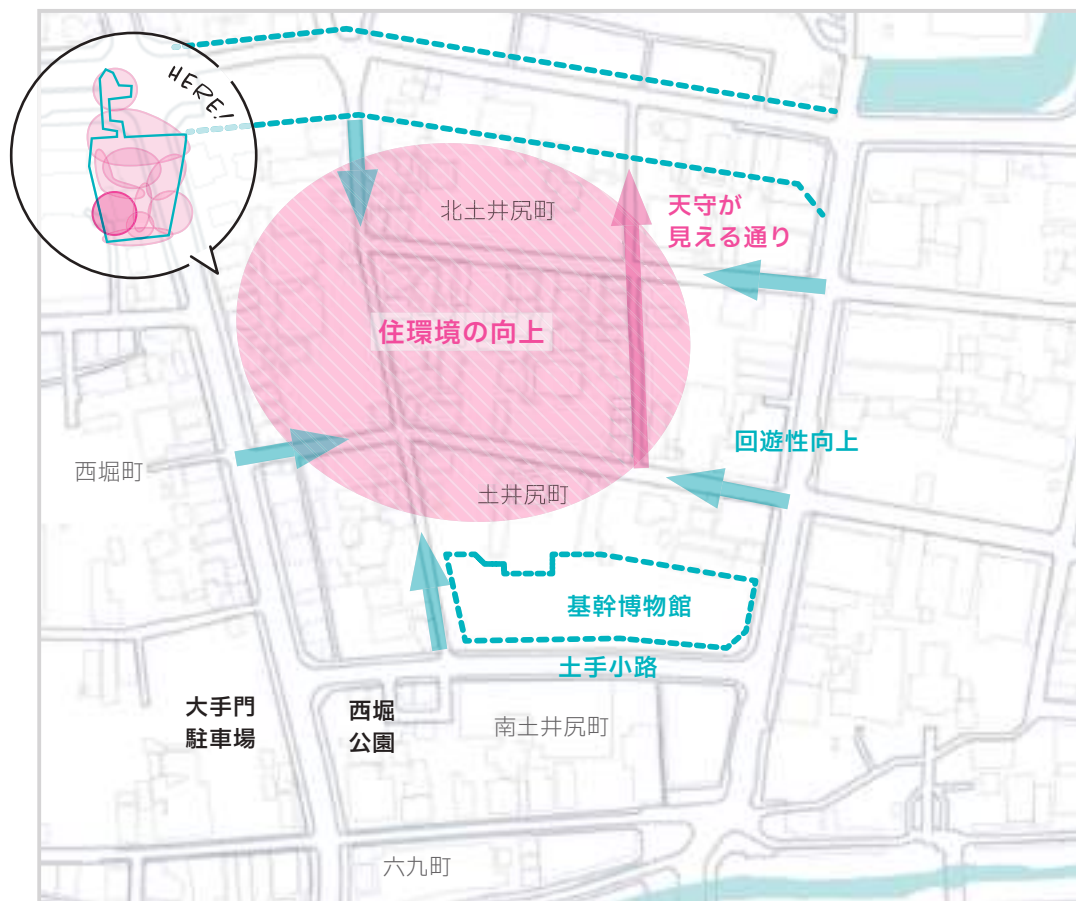 HERE!
北土井尻町
天守が
見える通り
住環境の向上
回遊性向上
西堀町
土井尻町
基幹博物館
土手小路
大手門
駐車場
西堀
公園
南土井尻町
六九町